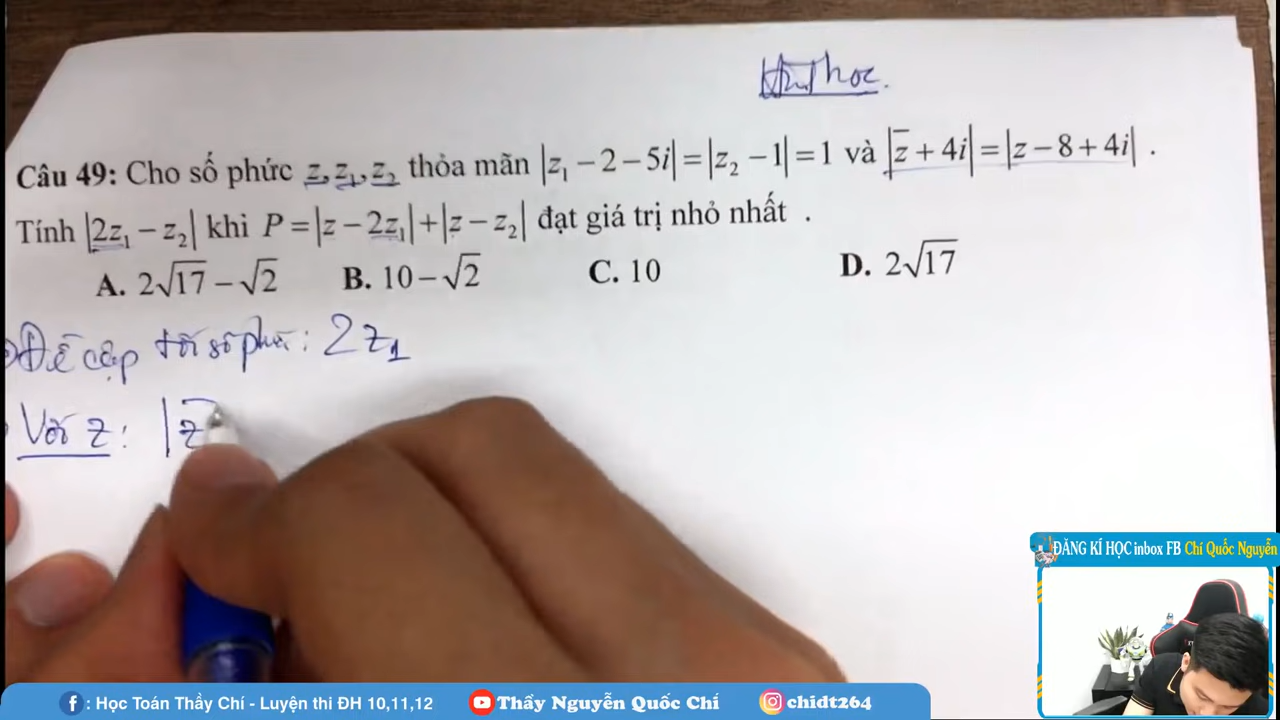 Hình học.
Câu 49: Cho số phức z, z₁, z₂ thỏa mãn |z₁ − 2 − 5i| = |z₂ − 1| = 1 và |z̅ + 4i| = |z − 8 + 4i| .
Tính |2z₁ − z₂| khi P = |z − 2z₁| + |z − z₂| đạt giá trị nhỏ nhất .
A. 2√17 − √2 B. 10 − √2 C. 10 D. 2√17
Đề cập tới số phức: 2z₁
Với z: |z̅
ĐĂNG KÍ HỌC inbox FB Chí Quốc Nguyễn
f : Học Toán Thầy Chí - Luyện thi ĐH 10,11,12 Thầy Nguyễn Quốc Chí chidt264